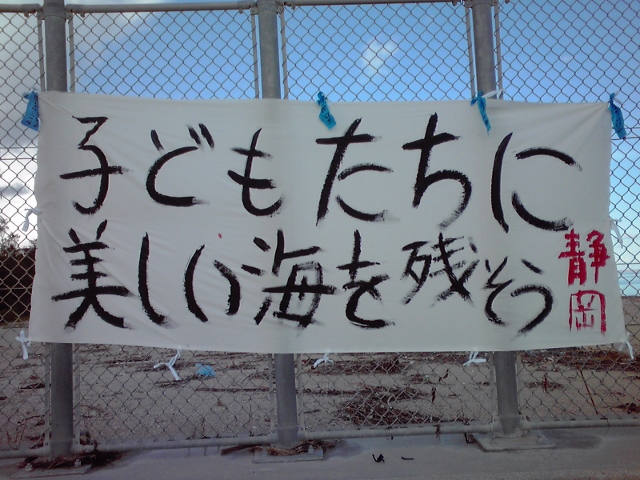 子どもたちに
美しい海を残そう
静岡